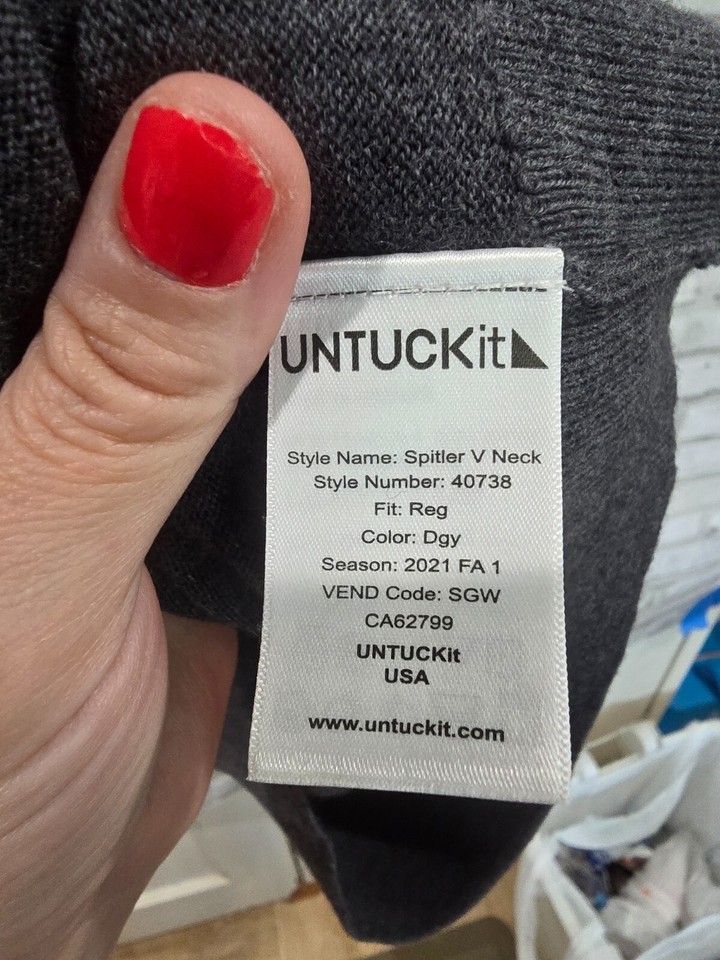 UNTUCKit
Style Name: Spitler V Neck
Style Number: 40738
Fit: Reg
Color: Dgy
Season: 2021 FA 1
VEND Code: SGW
CA62799
UNTUCKit
USA
www.untuckit.com